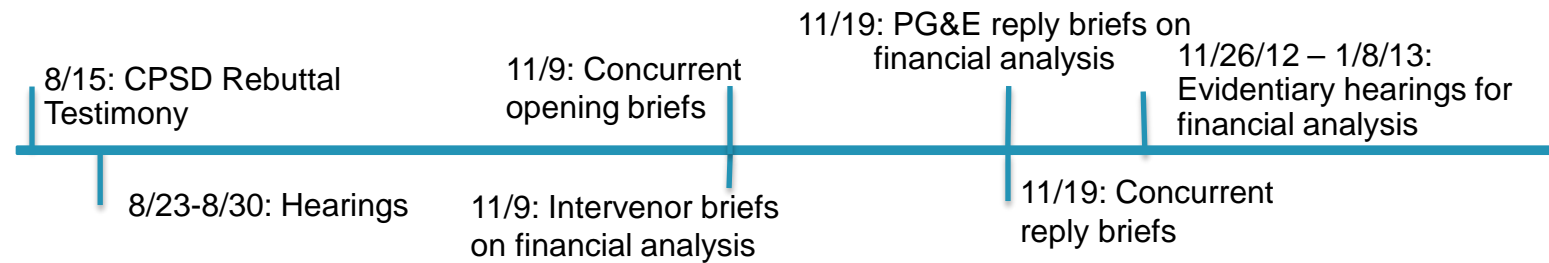 8/15: CPSD Rebuttal
Testimony
8/23-8/30: Hearings
11/9: Concurrent
opening briefs
11/9: Intervenor briefs
on financial analysis
11/19: PG&E reply briefs on
financial analysis
11/19: Concurrent
reply briefs
11/26/12 – 1/8/13:
Evidentiary hearings for
financial analysis